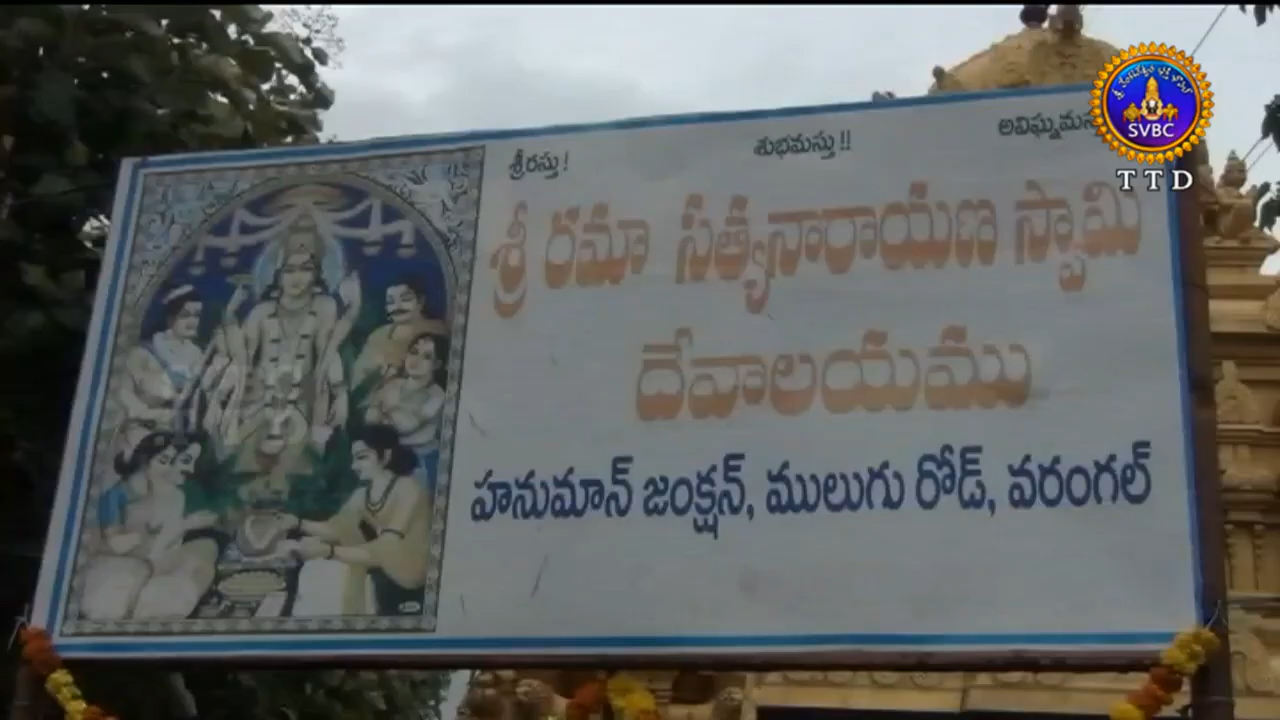 శ్రీరస్తు ! శుభమస్తు !!
శ్రీ రమా సత్యనారాయణ స్వామి
దేవాలయము
హనుమాన్ జంక్షన్, ములుగు రోడ్, వరంగల్
SVBC
TTD